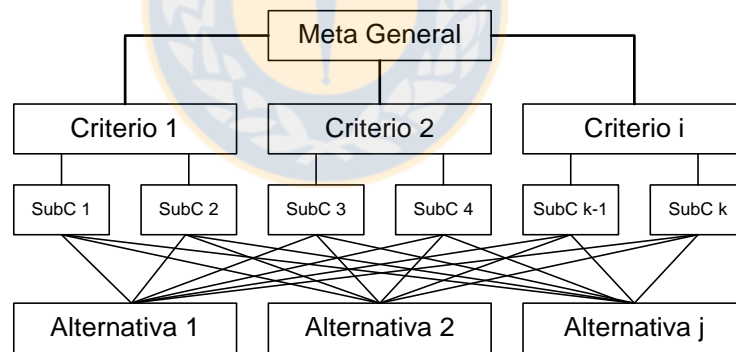 Meta General
Criterio 1
Criterio 2
Criterio i
SubC 1
SubC 2
SubC 3
SubC 4
SubC k-1
SubC k
Alternativa 1
Alternativa 2
Alternativa j